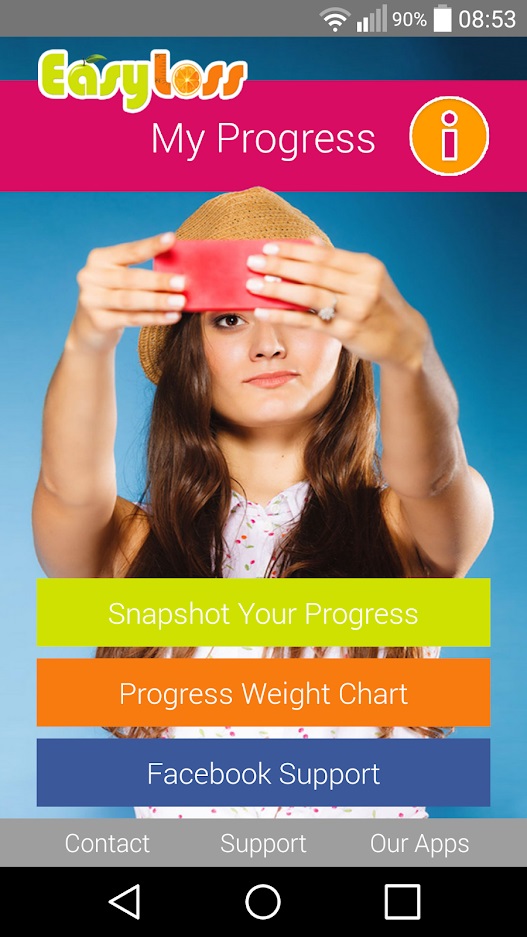 90% 08:53
EasyLoss
My Progress
i
Snapshot Your Progress
Progress Weight Chart
Facebook Support
Contact Support Our Apps